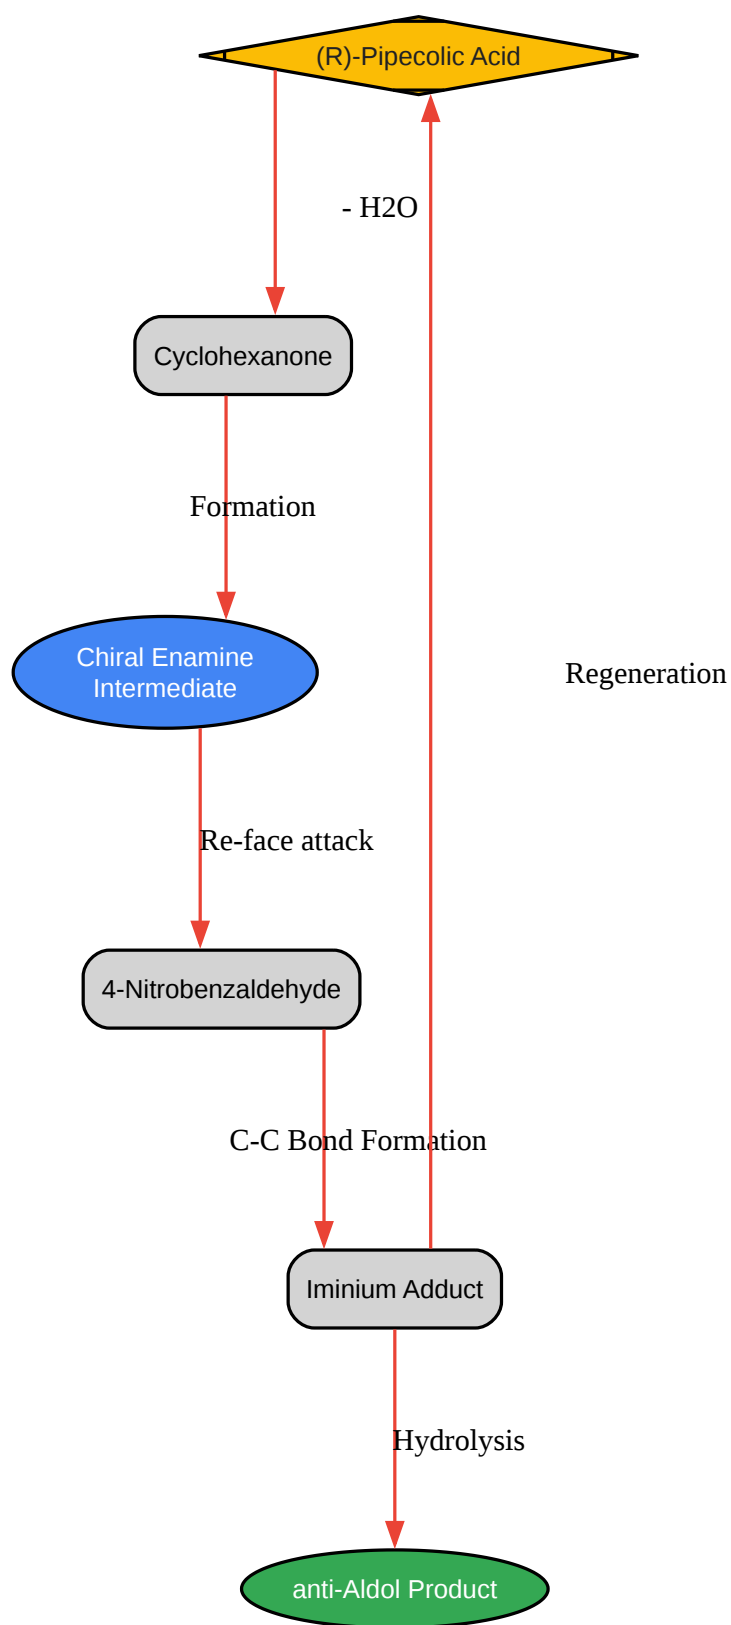 (R)-Pipecolic Acid
- H2O
Cyclohexanone
Formation
Chiral Enamine
Intermediate
Regeneration
Re-face attack
4-Nitrobenzaldehyde
C-C Bond Formation
Iminium Adduct
Hydrolysis
anti-Aldol Product